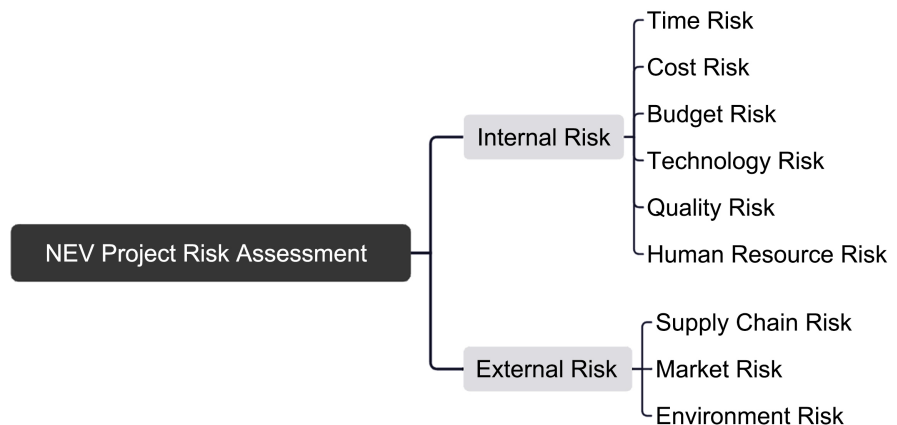 NEV Project Risk Assessment
Internal Risk
Time Risk
Cost Risk
Budget Risk
Technology Risk
Quality Risk
Human Resource Risk
External Risk
Supply Chain Risk
Market Risk
Environment Risk